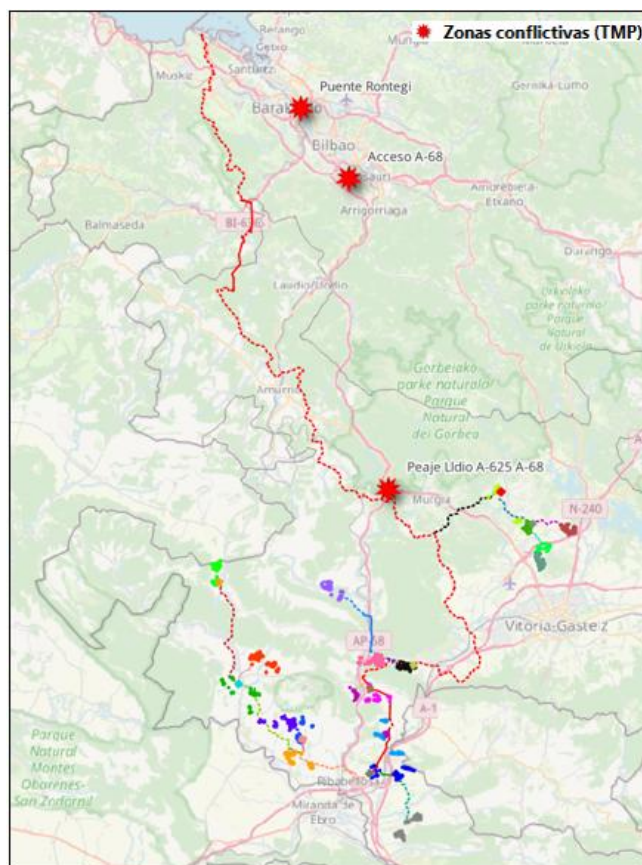 Zonas conflictivas (TMP)
Rerango
Mungia
Getxo
Muskiz
Santurtzi
Gernika-Lumo
Puente Rontegi
Bilbao
Acceso A-68
Amorebieta-
Etxano
Arrigorriaga
BI-636
Balmaseda
Durango
Laudio/Llodio
Urkiolako
parke naturala/
Parque
Natural
de Urkiola
Gorbeiako
parke naturala/
Parque
Natural
del Gorbea
Amurrio
Peaje Lldio A-625 A-68
Murgia
N-240
Vitoria-Gasteiz
AP-68
A-1
Parque
Natural
Montes
Obarenes-
San Zadornil
Miranda de
Ebro